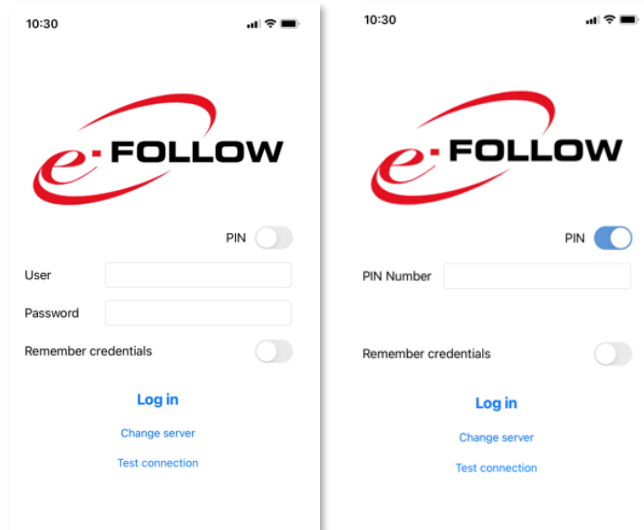 10:30
e-FOLLOW
PIN
User
Password
Remember credentials
Log in
Change server
Test connection
10:30
e-FOLLOW
PIN
PIN Number
Remember credentials
Log in
Change server
Test connection